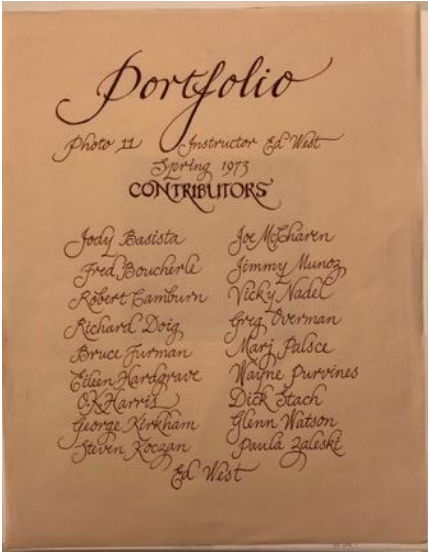 Portfolio
Photo 11 Instructor Ed West
Spring 1973
CONTRIBUTORS
Jody Basista
Fred Boucherle
Robert Camburn
Richard Doig
Bruce Furman
Eileen Hardgrave
O.K. Harris
George Kirkham
Steven Koczan
Joe McCharen
Jimmy Munoz
Vicky Nadel
Greg Overman
Marj Palsce
Wayne Purvines
Dick Stach
Glenn Watson
Paula Zaleski
Ed West